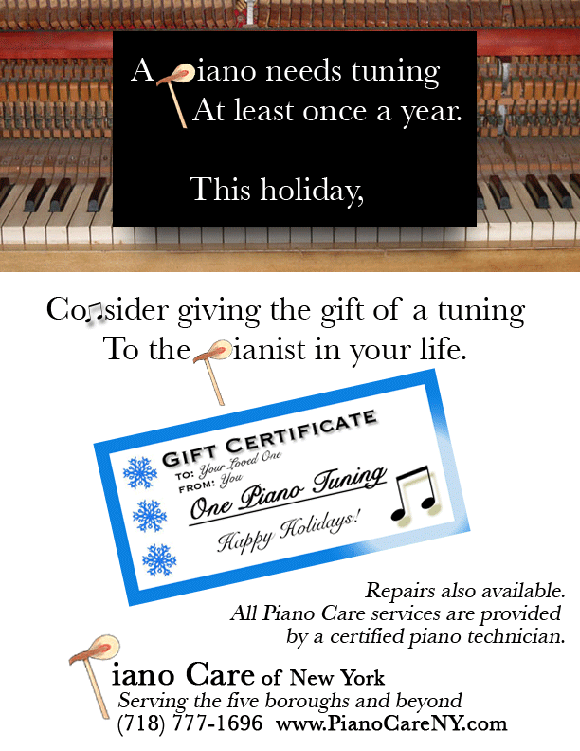 A Piano needs tuning
At least once a year.
This holiday,
Consider giving the gift of a tuning
To the Pianist in your life.
GIFT CERTIFICATE
TO: Your Loved One
FROM: You
One Piano Tuning
Happy Holidays!
Repairs also available.
All Piano Care services are provided
by a certified piano technician.
Piano Care of New York
Serving the five boroughs and beyond
(718) 777-1696 www.PianoCareNY.com